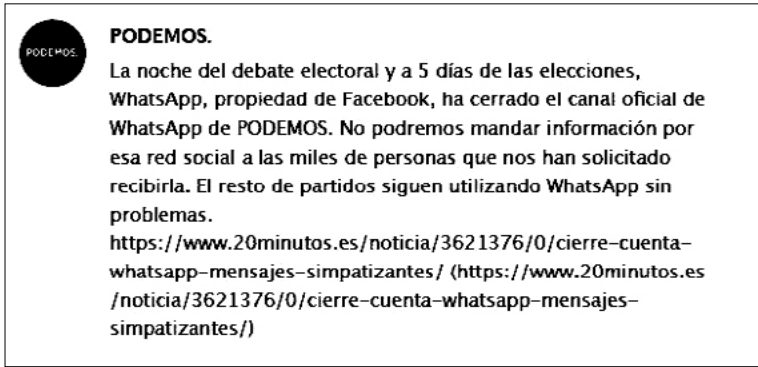 PODEMOS.
PODEMOS.
La noche del debate electoral y a 5 días de las elecciones,
WhatsApp, propiedad de Facebook, ha cerrado el canal oficial de
WhatsApp de PODEMOS. No podremos mandar información por
esa red social a las miles de personas que nos han solicitado
recibirla. El resto de partidos siguen utilizando WhatsApp sin
problemas.
https://www.20minutos.es/noticia/3621376/0/cierre-cuenta-
whatsapp-mensajes-simpatizantes/ (https://www.20minutos.es
/noticia/3621376/0/cierre-cuenta-whatsapp-mensajes-
simpatizantes/)